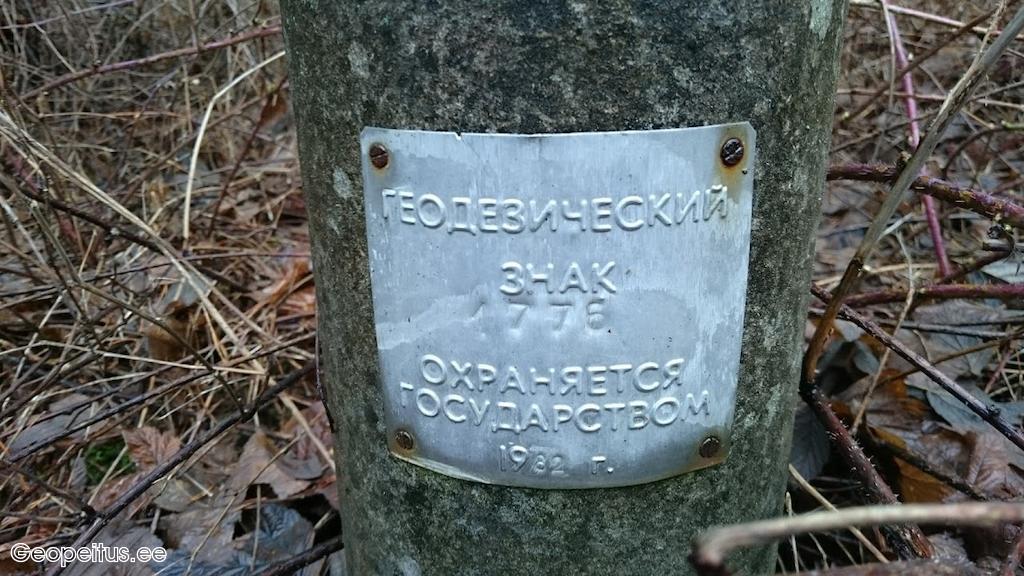 ГЕОДЕЗИЧЕСКИЙ
ЗНАК
1776
ОХРАНЯЕТСЯ
ГОСУДАРСТВОМ
1982 г.
Geopeitus.ee